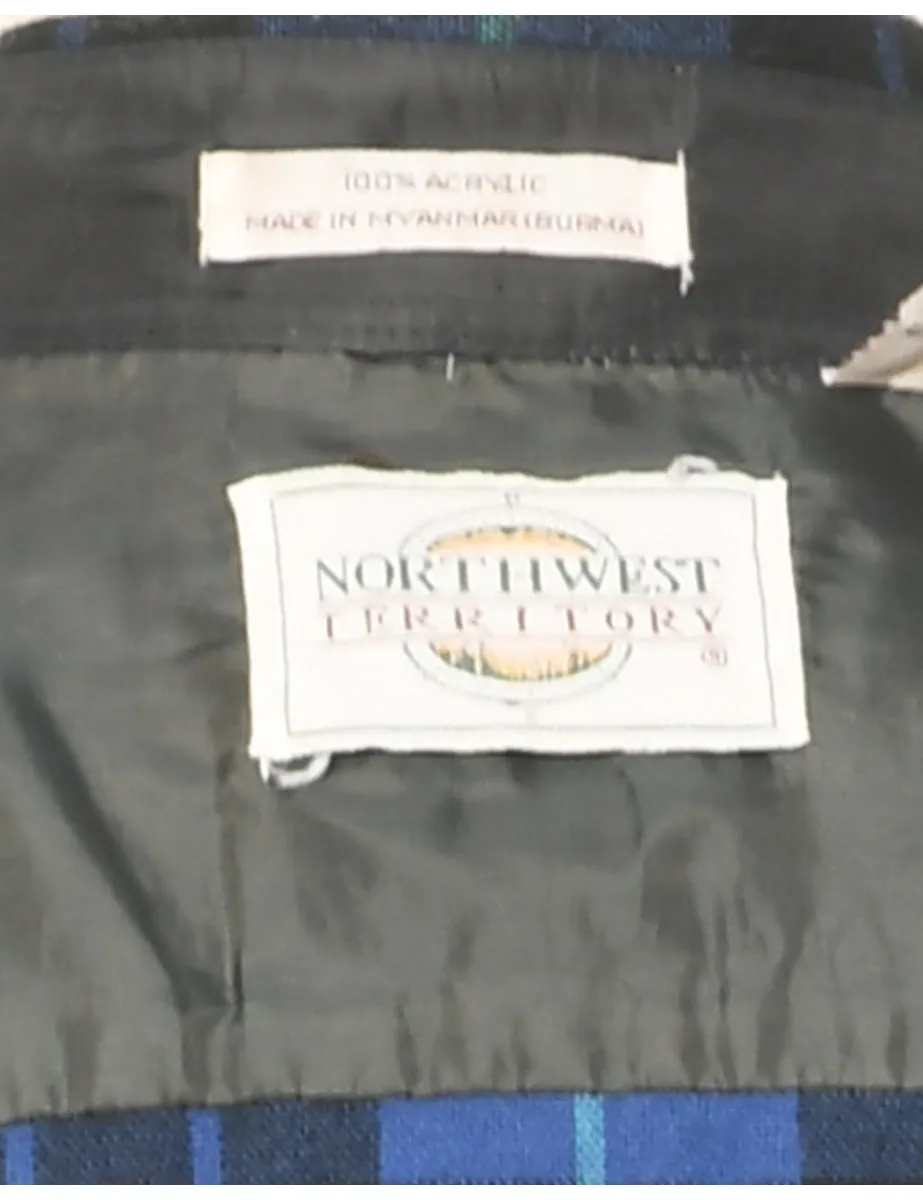 100% ACRYLIC
MADE IN MYANMAR (BURMA)
NORTHWEST
TERRITORY
®